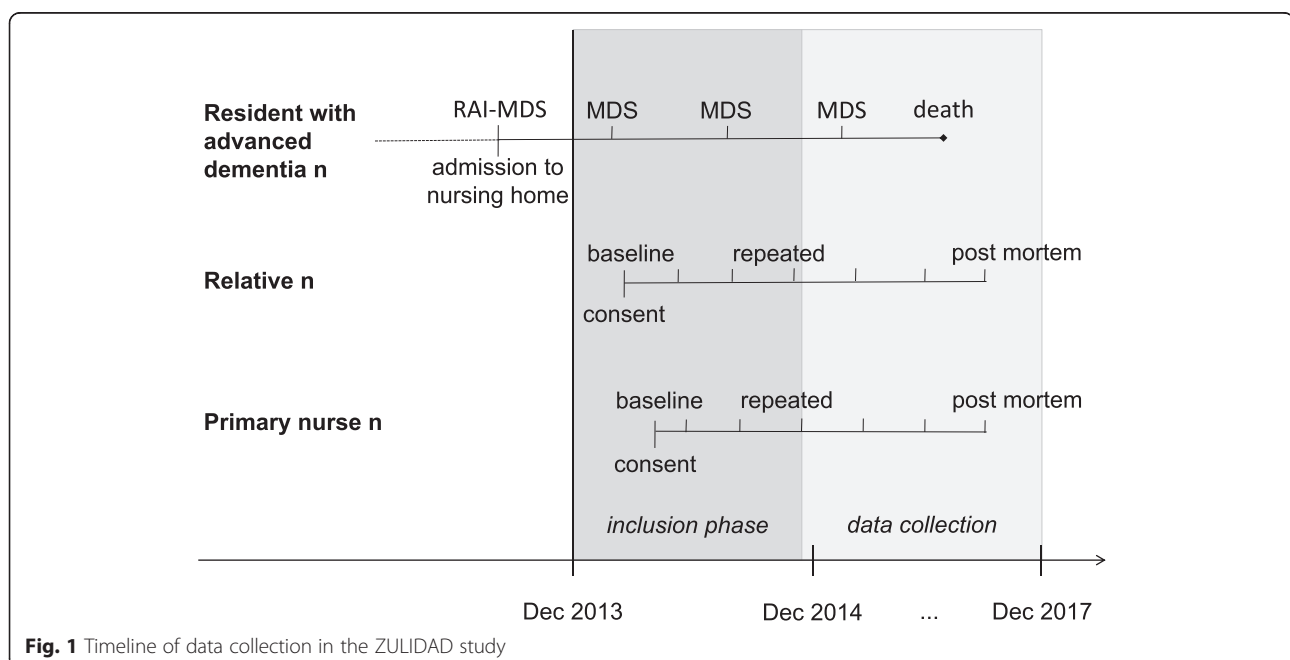 RAI-MDS MDS MDS MDS death
Resident with
advanced
dementia n
admission to
nursing home
baseline repeated post mortem
Relative n
consent
baseline repeated post mortem
Primary nurse n
consent
inclusion phase data collection
Dec 2013 Dec 2014 ... Dec 2017
Fig. 1 Timeline of data collection in the ZULIDAD study